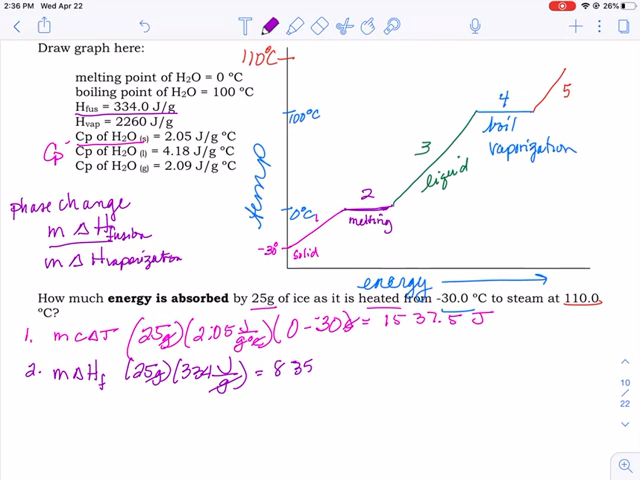 2:36 PM Wed Apr 22
26%
Draw graph here:
110°C
melting point of H2O = 0 ºC
boiling point of H2O = 100 ºC
Hfus = 334.0 J/g
Hvap = 2260 J/g
Cp of H2O (s) = 2.05 J/g ºC
Cp of H2O (l) = 4.18 J/g ºC
Cp of H2O (g) = 2.09 J/g ºC
Cp
100°C
4
5
boil
vaporization
3
liquid
temp
2
0°C
melting
-30°
solid
energy
phase change
m Δ Hfusion
m Δ Hvaporization
How much energy is absorbed by 25g of ice as it is heated from -30.0 ºC to steam at 110.0
ºC?
1. mcΔT (25g)(2.05 J/g°C)(0 - -30°C) = 1537.5 J
2. mΔHf (25g)(334 J/g) = 835
10
/
22